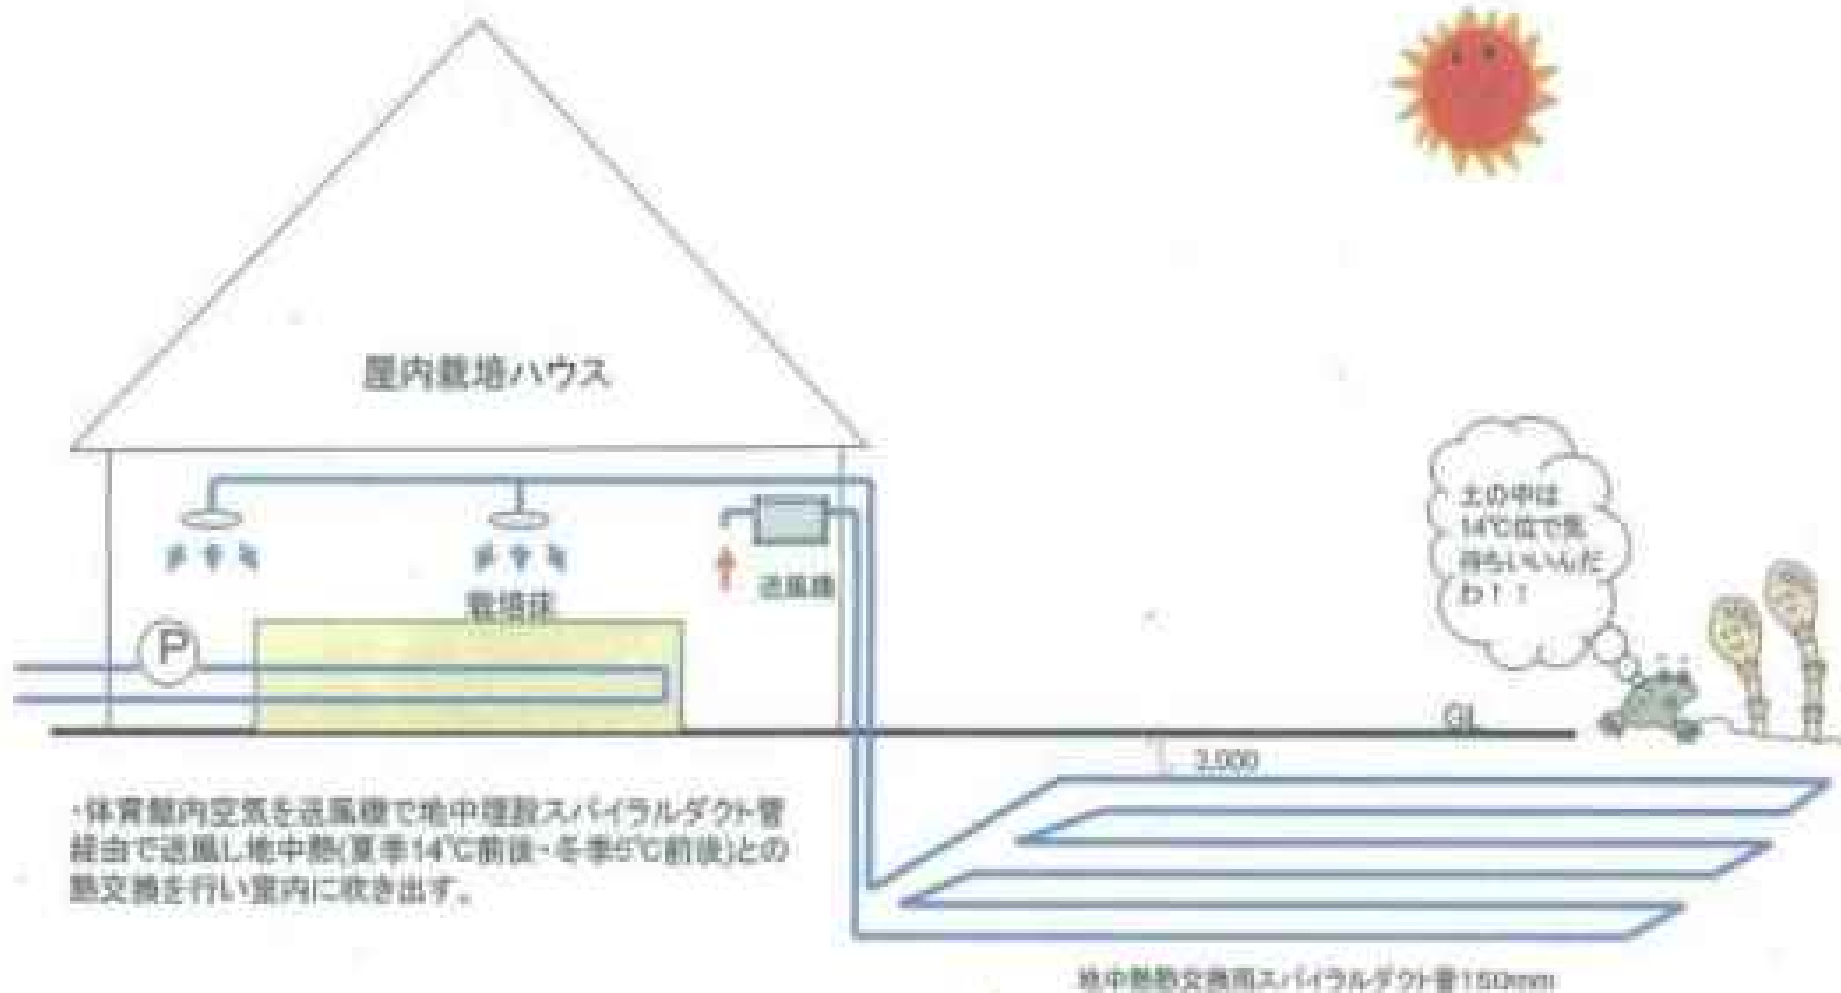 屋内栽培ハウス
土の中は
14℃位で気
持ちいいんだ
わ！！
送風機
栽培床
P
GL
・体育館内空気を送風機で地中埋設スパイラルダクト管
経由で送風し地中熱(夏季14℃前後・冬季5℃前後)との
熱交換を行い室内に吹き出す。
地中熱熱交換用スパイラルダクト管150mm